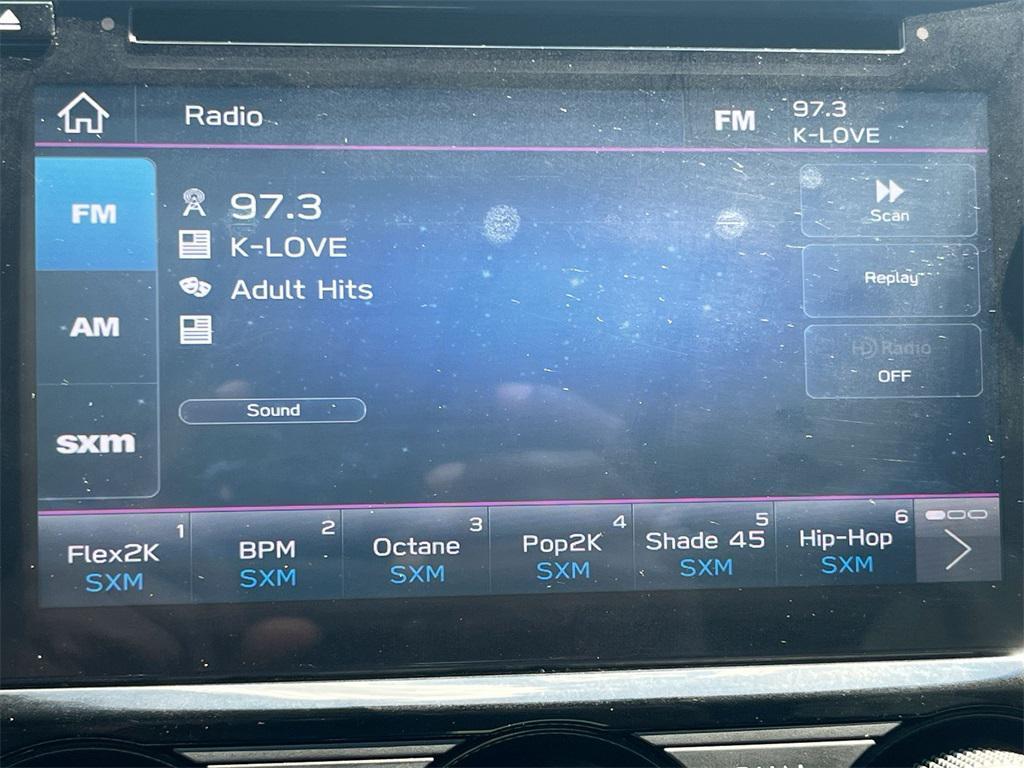 Radio
FM
97.3
K-LOVE
FM
AM
sxm
97.3
K-LOVE
Adult Hits
Sound
Scan
Replay
HD Radio
OFF
1
Flex2K
SXM
2
BPM
SXM
3
Octane
SXM
4
Pop2K
SXM
5
Shade 45
SXM
6
Hip-Hop
SXM